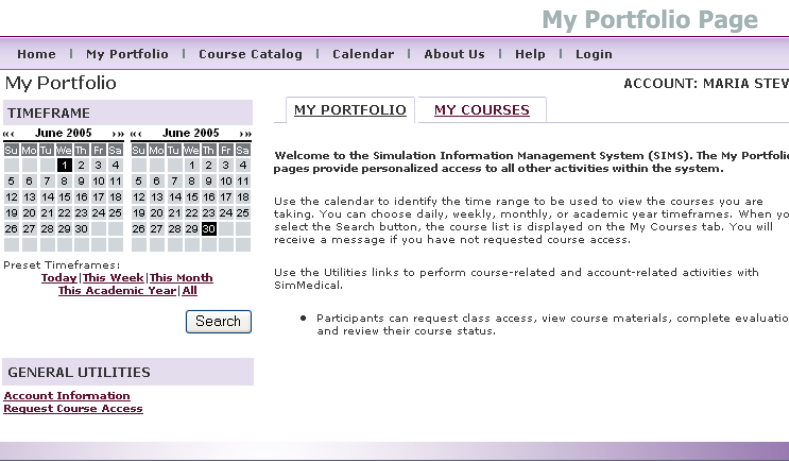 My Portfolio Page
Home | My Portfolio | Course Catalog | Calendar | About Us | Help | Login
My Portfolio
ACCOUNT: MARIA STEV
TIMEFRAME
MY PORTFOLIO MY COURSES
«‹ June 2005 ›» «‹ June 2005 ›»
Su Mo Tu We Th Fr Sa Su Mo Tu We Th Fr Sa
1 2 3 4 1 2 3 4
5 6 7 8 9 10 11 5 6 7 8 9 10 11
12 13 14 15 16 17 18 12 13 14 15 16 17 18
19 20 21 22 23 24 25 19 20 21 22 23 24 25
26 27 28 29 30 26 27 28 29 30
Preset Timeframes:
Today|This Week|This Month
This Academic Year|All
Search
GENERAL UTILITIES
Account Information
Request Course Access
Welcome to the Simulation Information Management System (SIMS). The My Portfolio
pages provide personalized access to all other activities within the system.
Use the calendar to identify the time range to be used to view the courses you are
taking. You can choose daily, weekly, monthly, or academic year timeframes. When yo
select the Search button, the course list is displayed on the My Courses tab. You will
receive a message if you have not requested course access.
Use the Utilities links to perform course-related and account-related activities with
SimMedical.
• Participants can request class access, view course materials, complete evaluatio
and review their course status.